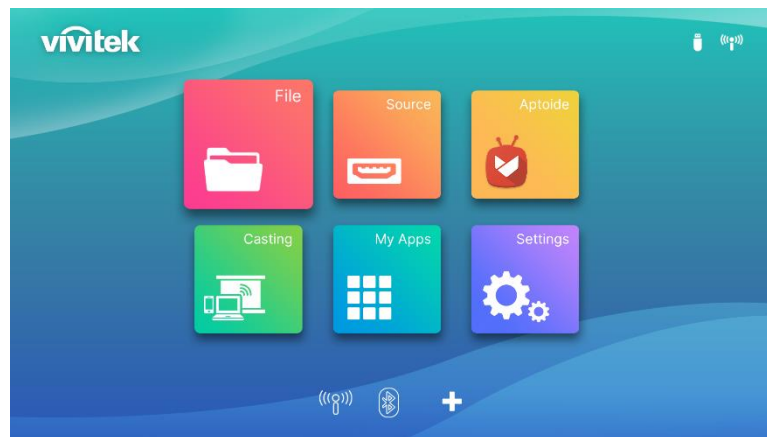 vivitek
File
Source
Aptoide
Casting
My Apps
Settings